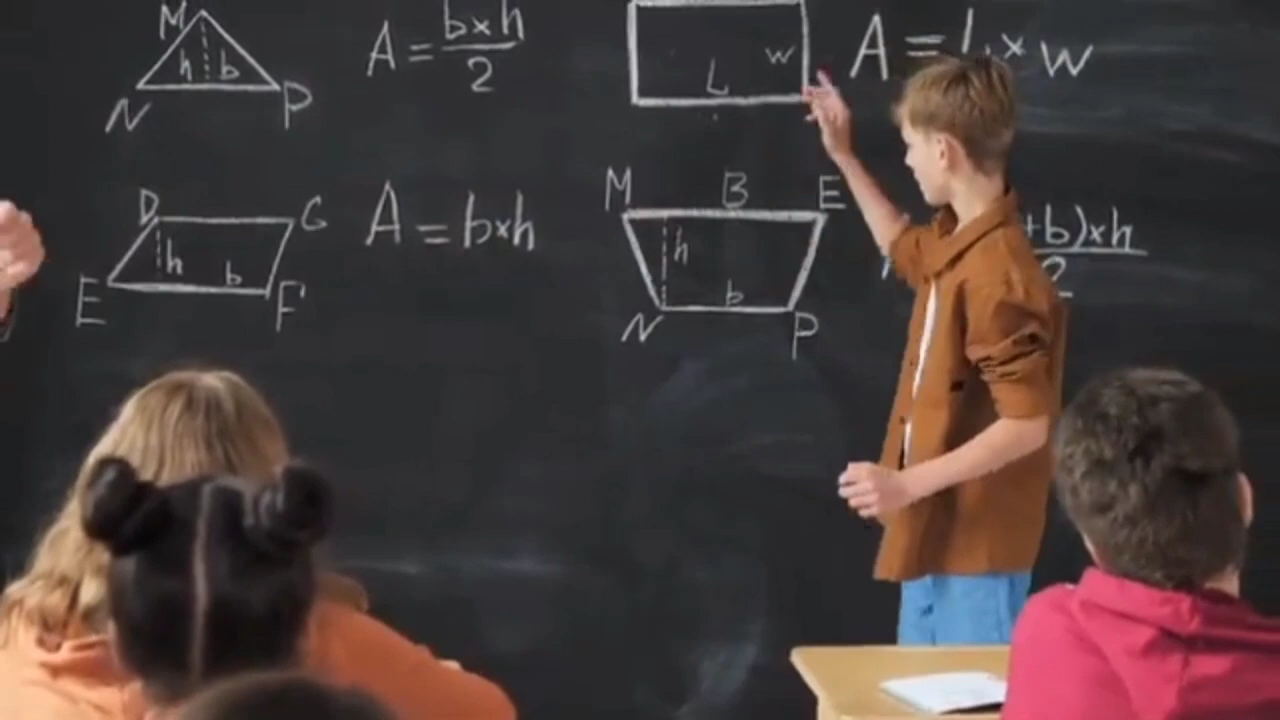 M
h b
N P
A = b×h
2
L w
A = L × w
D G
h b
E F
A = b×h
M B E
h
b
N P
+b)×h
2